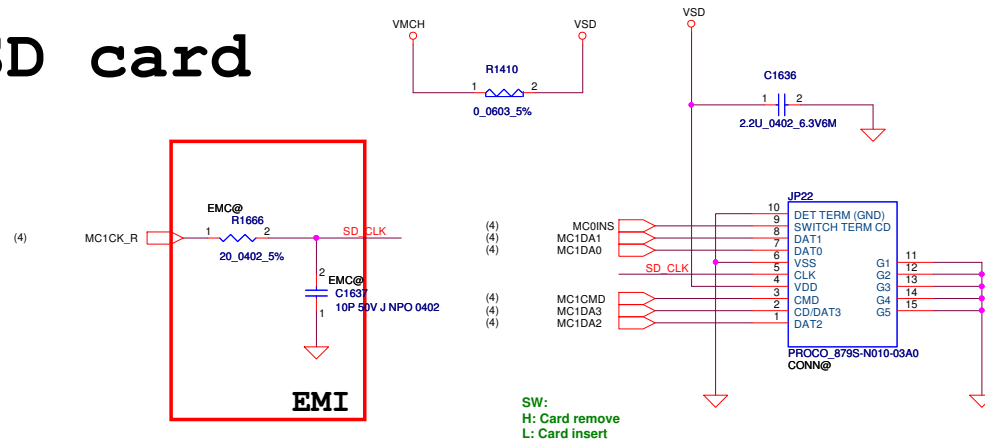 SD card
VMCH
VSD
R1410
1
2
0_0603_5%
VSD
C1636
1
2
2.2U_0402_6.3V6M
EMC@
R1666
(4)
MC1CK_R
1
2
SD_CLK
20_0402_5%
2
EMC@
C1637
10P 50V J NPO 0402
1
EMI
JP22
10
DET TERM (GND)
(4)
MC0INS
9
SWITCH TERM CD
(4)
MC1DA1
8
DAT1
(4)
MC1DA0
7
DAT0
6
VSS
G1
11
SD_CLK
5
CLK
G2
12
4
VDD
G3
13
(4)
MC1CMD
3
CMD
G4
14
(4)
MC1DA3
2
CD/DAT3
G5
15
(4)
MC1DA2
1
DAT2
PROCO_879S-N010-03A0
CONN@
SW:
H: Card remove
L: Card insert